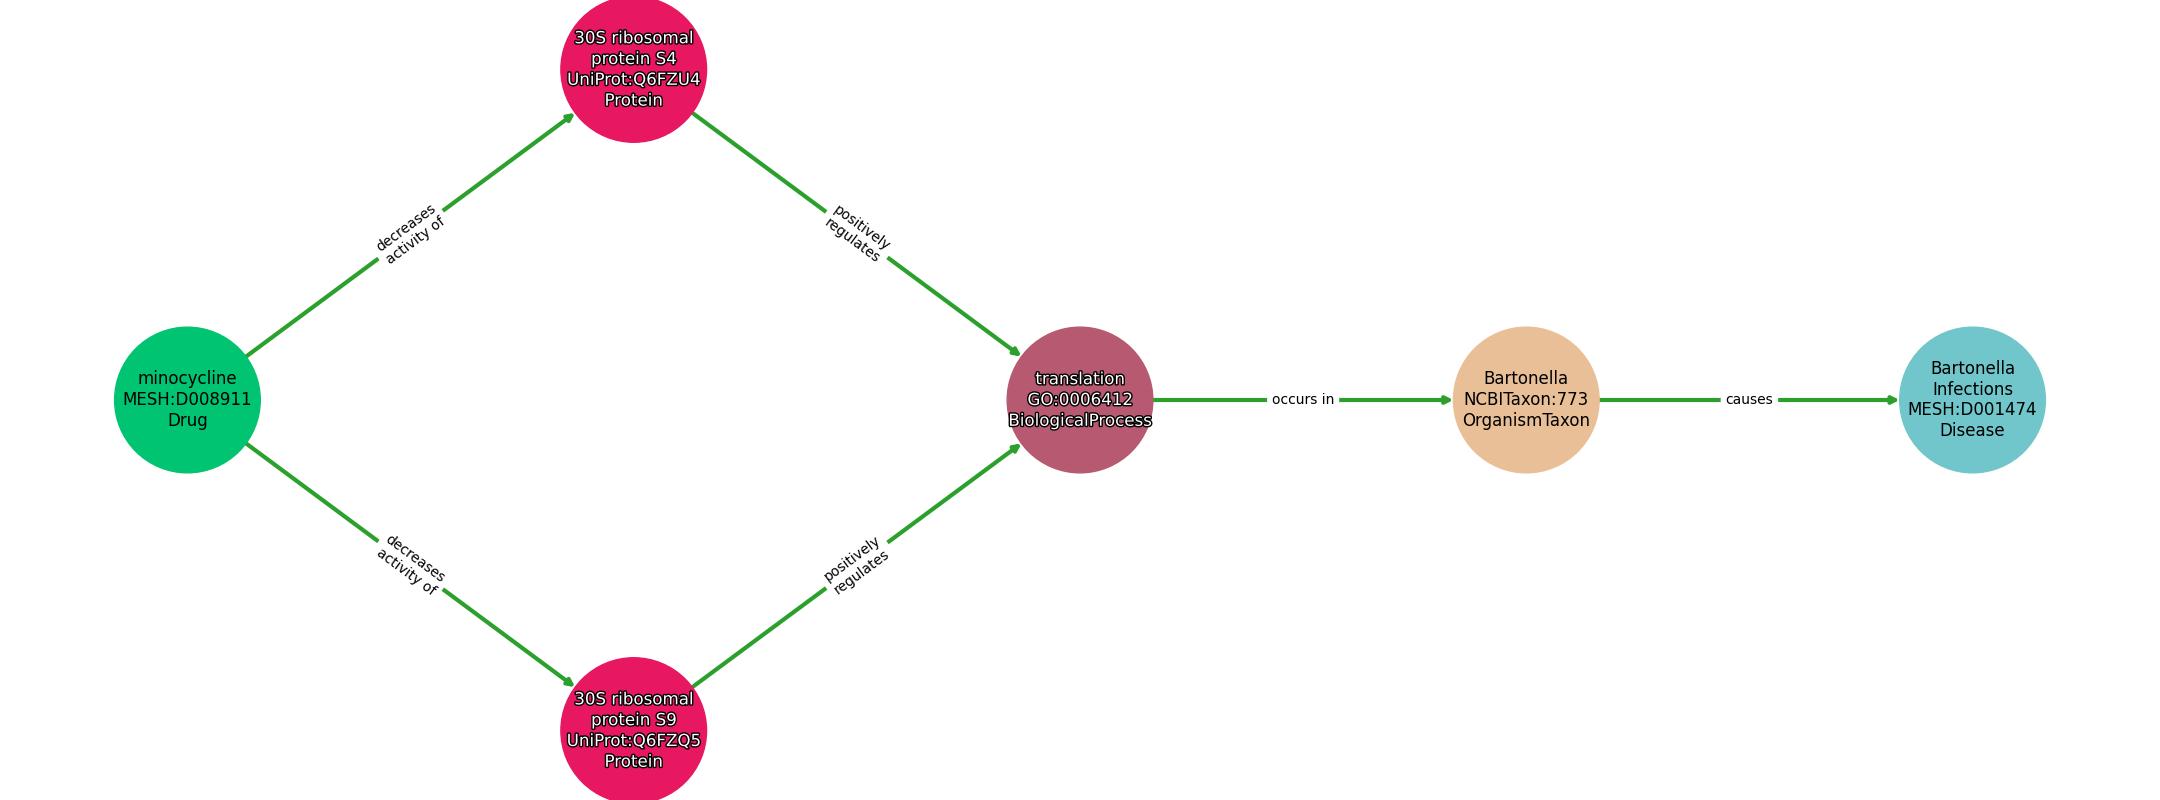 30S ribosomal
protein S4
UniProt:Q6FZU4
Protein
decreases
activity of
positively
regulates
minocycline
MESH:D008911
Drug
translation
GO:0006412
BiologicalProcess
occurs in
Bartonella
NCBITaxon:773
OrganismTaxon
causes
Bartonella
Infections
MESH:D001474
Disease
decreases
activity of
positively
regulates
30S ribosomal
protein S9
UniProt:Q6FZQ5
Protein